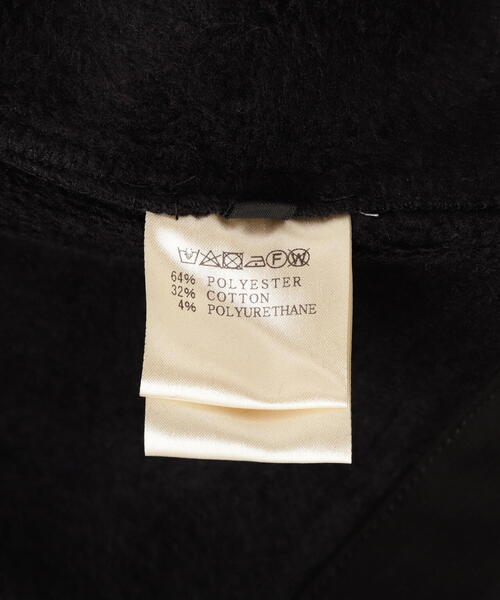 F W
64% POLYESTER
32% COTTON
4% POLYURETHANE